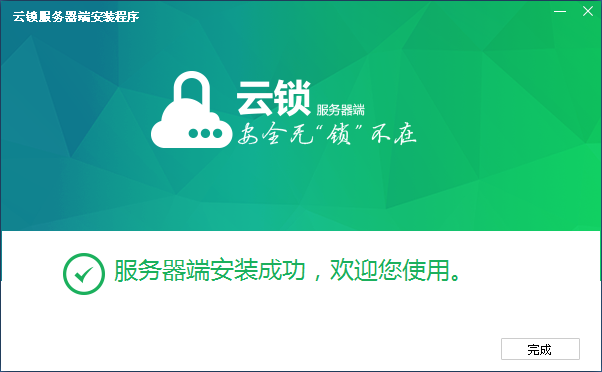 云锁服务器端安装程序
云锁 服务器端
安全无“锁”不在
服务器端安装成功，欢迎您使用。
完成